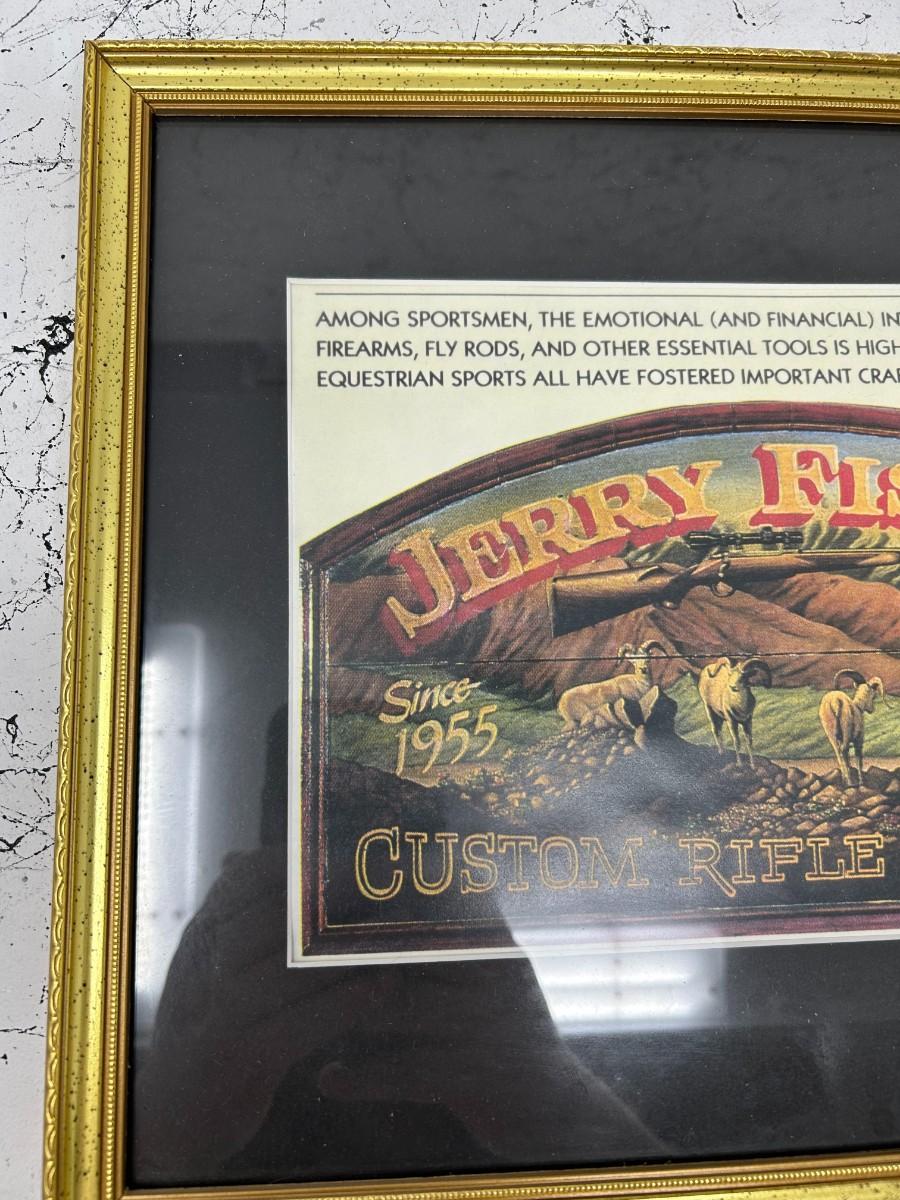 AMONG SPORTSMEN, THE EMOTIONAL (AND FINANCIAL) IN
FIREARMS, FLY RODS, AND OTHER ESSENTIAL TOOLS IS HIGH
EQUESTRIAN SPORTS ALL HAVE FOSTERED IMPORTANT CRAF
JERRY FIS
Since
1955
CUSTOM RIFLE